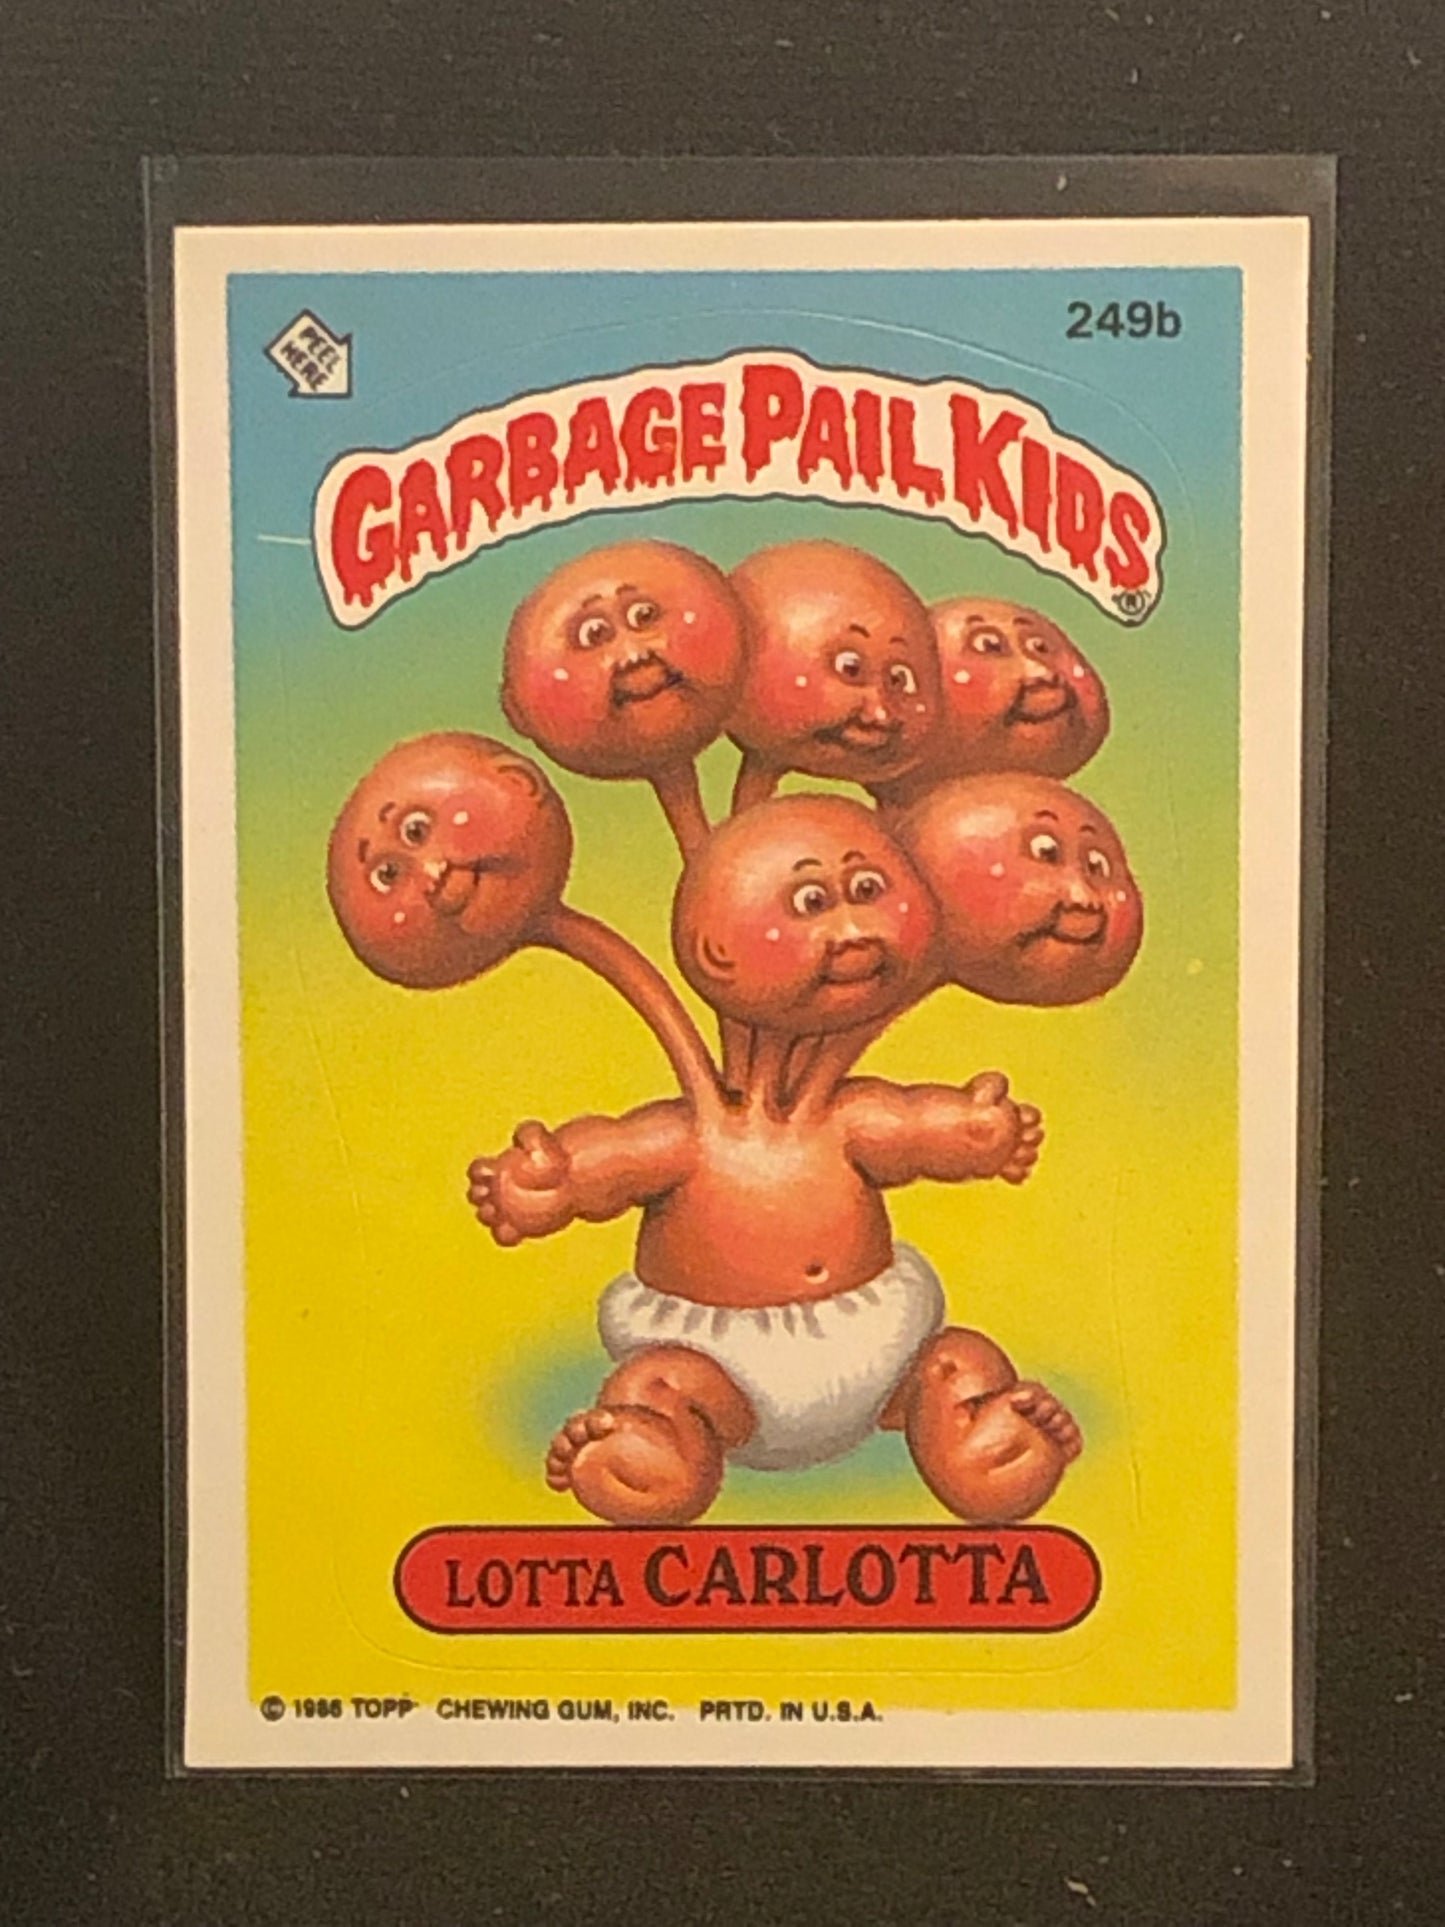 249b
PEEL
HERE
GARBAGE PAIL KIDS
®
LOTTA CARLOTTA
© 1986 TOPP CHEWING GUM, INC. PRTD. IN U.S.A.